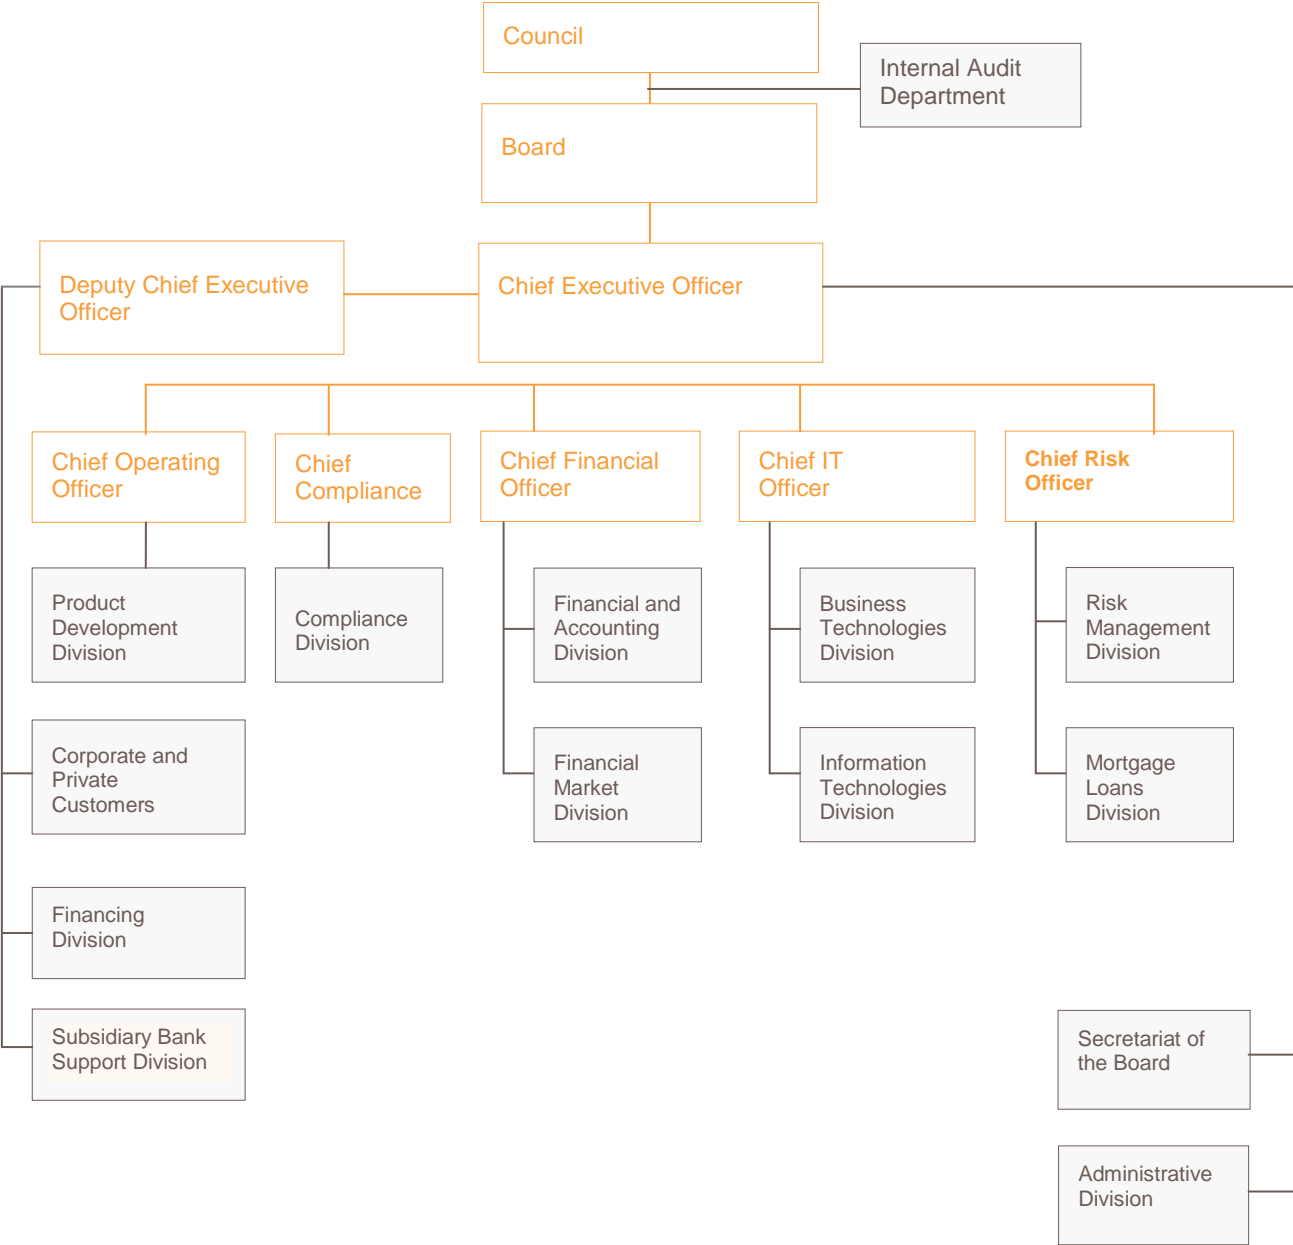 Council
Internal Audit
Department
Board
Deputy Chief Executive
Officer
Chief Executive Officer
Chief Operating
Officer
Chief
Compliance
Chief Financial
Officer
Chief IT
Officer
Chief Risk
Officer
Product
Development
Division
Compliance
Division
Financial and
Accounting
Division
Business
Technologies
Division
Risk
Management
Division
Corporate and
Private
Customers
Financial
Market
Division
Information
Technologies
Division
Mortgage
Loans
Division
Financing
Division
Subsidiary Bank
Support Division
Secretariat of
the Board
Administrative
Division